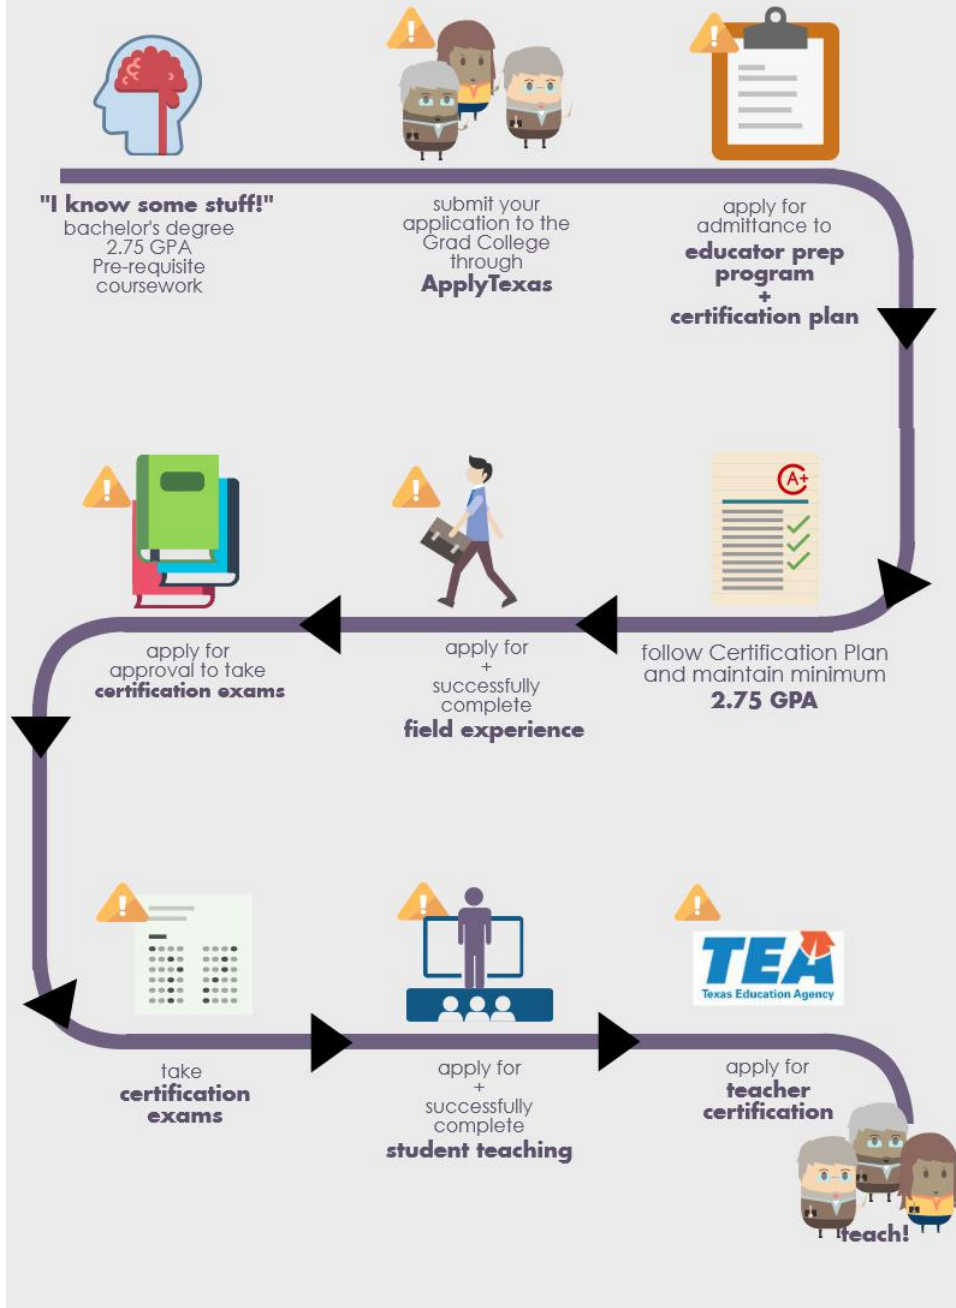 "I know some stuff!"
bachelor's degree
2.75 GPA
Pre-requisite
coursework
submit your
application to the
Grad College
through
ApplyTexas
apply for
admittance to
educator prep
program
+
certification plan
A+
follow Certification Plan
and maintain minimum
2.75 GPA
apply for
+
successfully
complete
field experience
apply for
approval to take
certification exams
take
certification
exams
apply for
+
successfully
complete
student teaching
TEA
Texas Education Agency
apply for
teacher
certification
teach!